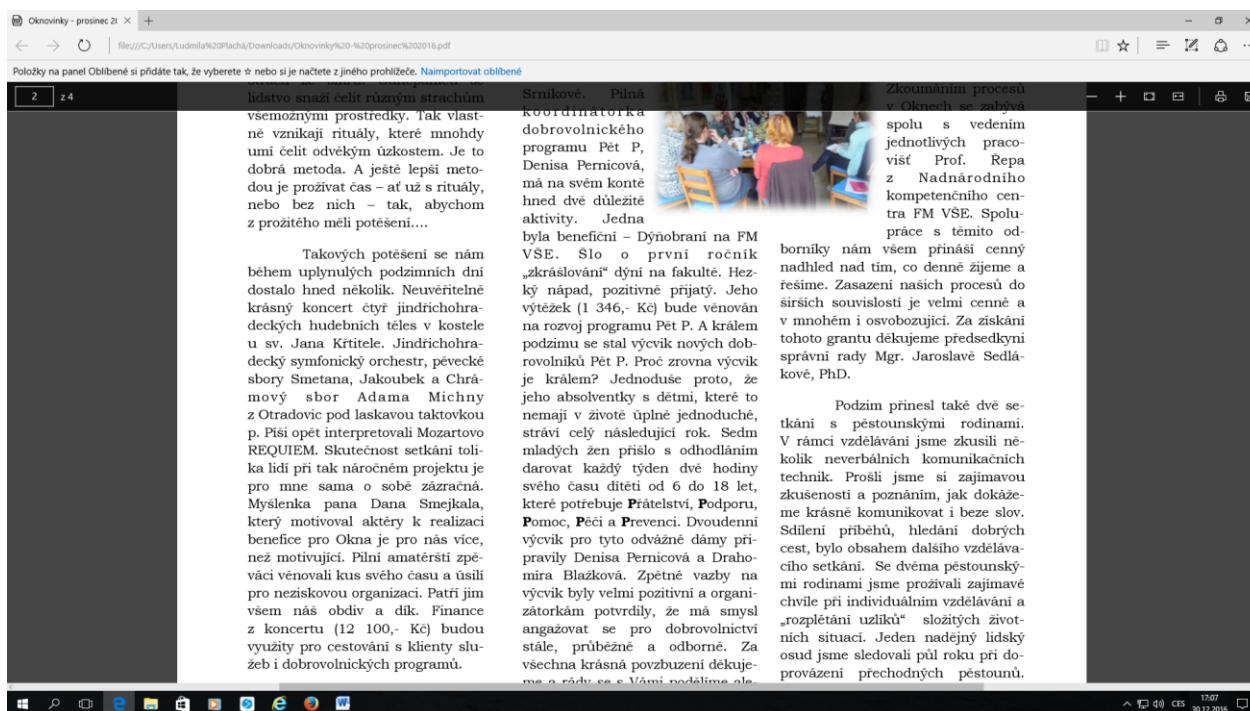 Oknovinky - prosinec 2(
file:///C:/Users/Ludmila%20Plachá/Downloads/Oknovinky%20-%20prosinec%202016.pdf
Položky na panel Oblíbené si přidáte tak, že vyberete ☆ nebo si je načtete z jiného prohlížeče. Naimportovat oblíbené
2 z 4
lidstvo snaží čelit různým strachům
všemožnými prostředky. Tak vlast-
ně vznikají rituály, které mnohdy
umí čelit odvěkým úzkostem. Je to
dobrá metoda. A ještě lepší meto-
dou je prožívat čas – ať už s rituály,
nebo bez nich – tak, abychom
z prožitého měli potěšení....
Takových potěšení se nám
během uplynulých podzimních dní
dostalo hned několik. Neuvěřitelně
krásný koncert čtyř jindřichohra-
deckých hudebních těles v kostele
u sv. Jana Křtitele. Jindřichohra-
decký symfonický orchestr, pěvecké
sbory Smetana, Jakoubek a Chrá-
mový sbor Adama Michny
z Otradovic pod laskavou taktovkou
p. Píši opět interpretovali Mozartovo
REQUIEM. Skutečnost setkání toli-
ka lidí při tak náročném projektu je
pro mne sama o sobě zázračná.
Myšlenka pana Dana Smejkala,
který motivoval aktéry k realizaci
benefice pro Okna je pro nás více,
než motivující. Pilní amatérští zpě-
váci věnovali kus svého času a úsilí
pro neziskovou organizaci. Patří jim
všem náš obdiv a dík. Finance
z koncertu (12 100,- Kč) budou
využity pro cestování s klienty slu-
žeb i dobrovolnických programů.
Srníkové. Pilná
koordinátorka
dobrovolnického
programu Pět P,
Denisa Pernicová,
má na svém kontě
hned dvě důležité
aktivity. Jedna
byla benefiční – Dýňobraní na FM
VŠE. Šlo o první ročník
„zkrášlování“ dýní na fakultě. Hez-
ký nápad, pozitivně přijatý. Jeho
výtěžek (1 346,- Kč) bude věnován
na rozvoj programu Pět P. A králem
podzimu se stal výcvik nových dob-
rovolníků Pět P. Proč zrovna výcvik
je králem? Jednoduše proto, že
jeho absolventky s dětmi, které to
nemají v životě úplně jednoduché,
stráví celý následující rok. Sedm
mladých žen přišlo s odhodláním
darovat každý týden dvě hodiny
svého času dítěti od 6 do 18 let,
které potřebuje Přátelství, Podporu,
Pomoc, Péči a Prevenci. Dvoudenní
výcvik pro tyto odvážné dámy při-
pravily Denisa Pernicová a Draho-
míra Blažková. Zpětné vazby na
výcvik byly velmi pozitivní a organi-
zátorkám potvrdily, že má smysl
angažovat se pro dobrovolnictví
stále, průběžně a odborně. Za
všechna krásná povzbuzení děkuje-
me a rády se s Vámi podělíme ale-
Zkoumáním procesů
v Oknech se zabývá
spolu s vedením
jednotlivých praco-
višť Prof. Řepa
z Nadnárodního
kompetenčního cen-
tra FM VŠE. Spolu-
práce s těmito od-
borníky nám všem přináší cenný
nadhled nad tím, co denně žijeme a
řešíme. Zasazení našich procesů do
širších souvislostí je velmi cenné a
v mnohém i osvobozující. Za získání
tohoto grantu děkujeme předsedkyni
správní rady Mgr. Jaroslavě Sedlá-
kové, PhD.
Podzim přinesl také dvě se-
tkání s pěstounskými rodinami.
V rámci vzdělávání jsme zkusili ně-
kolik neverbálních komunikačních
technik. Prošli jsme si zajímavou
zkušeností a poznáním, jak dokáže-
me krásně komunikovat i beze slov.
Sdílení příběhů, hledání dobrých
cest, bylo obsahem dalšího vzděláva-
cího setkání. Se dvěma pěstounský-
mi rodinami jsme prožívali zajímavé
chvíle při individuálním vzdělávání a
„rozplétání uzlíků“ složitých život-
ních situací. Jeden nadějný lidský
osud jsme sledovali půl roku při do-
provázení přechodných pěstounů.
CES 17:07
30.12.2016